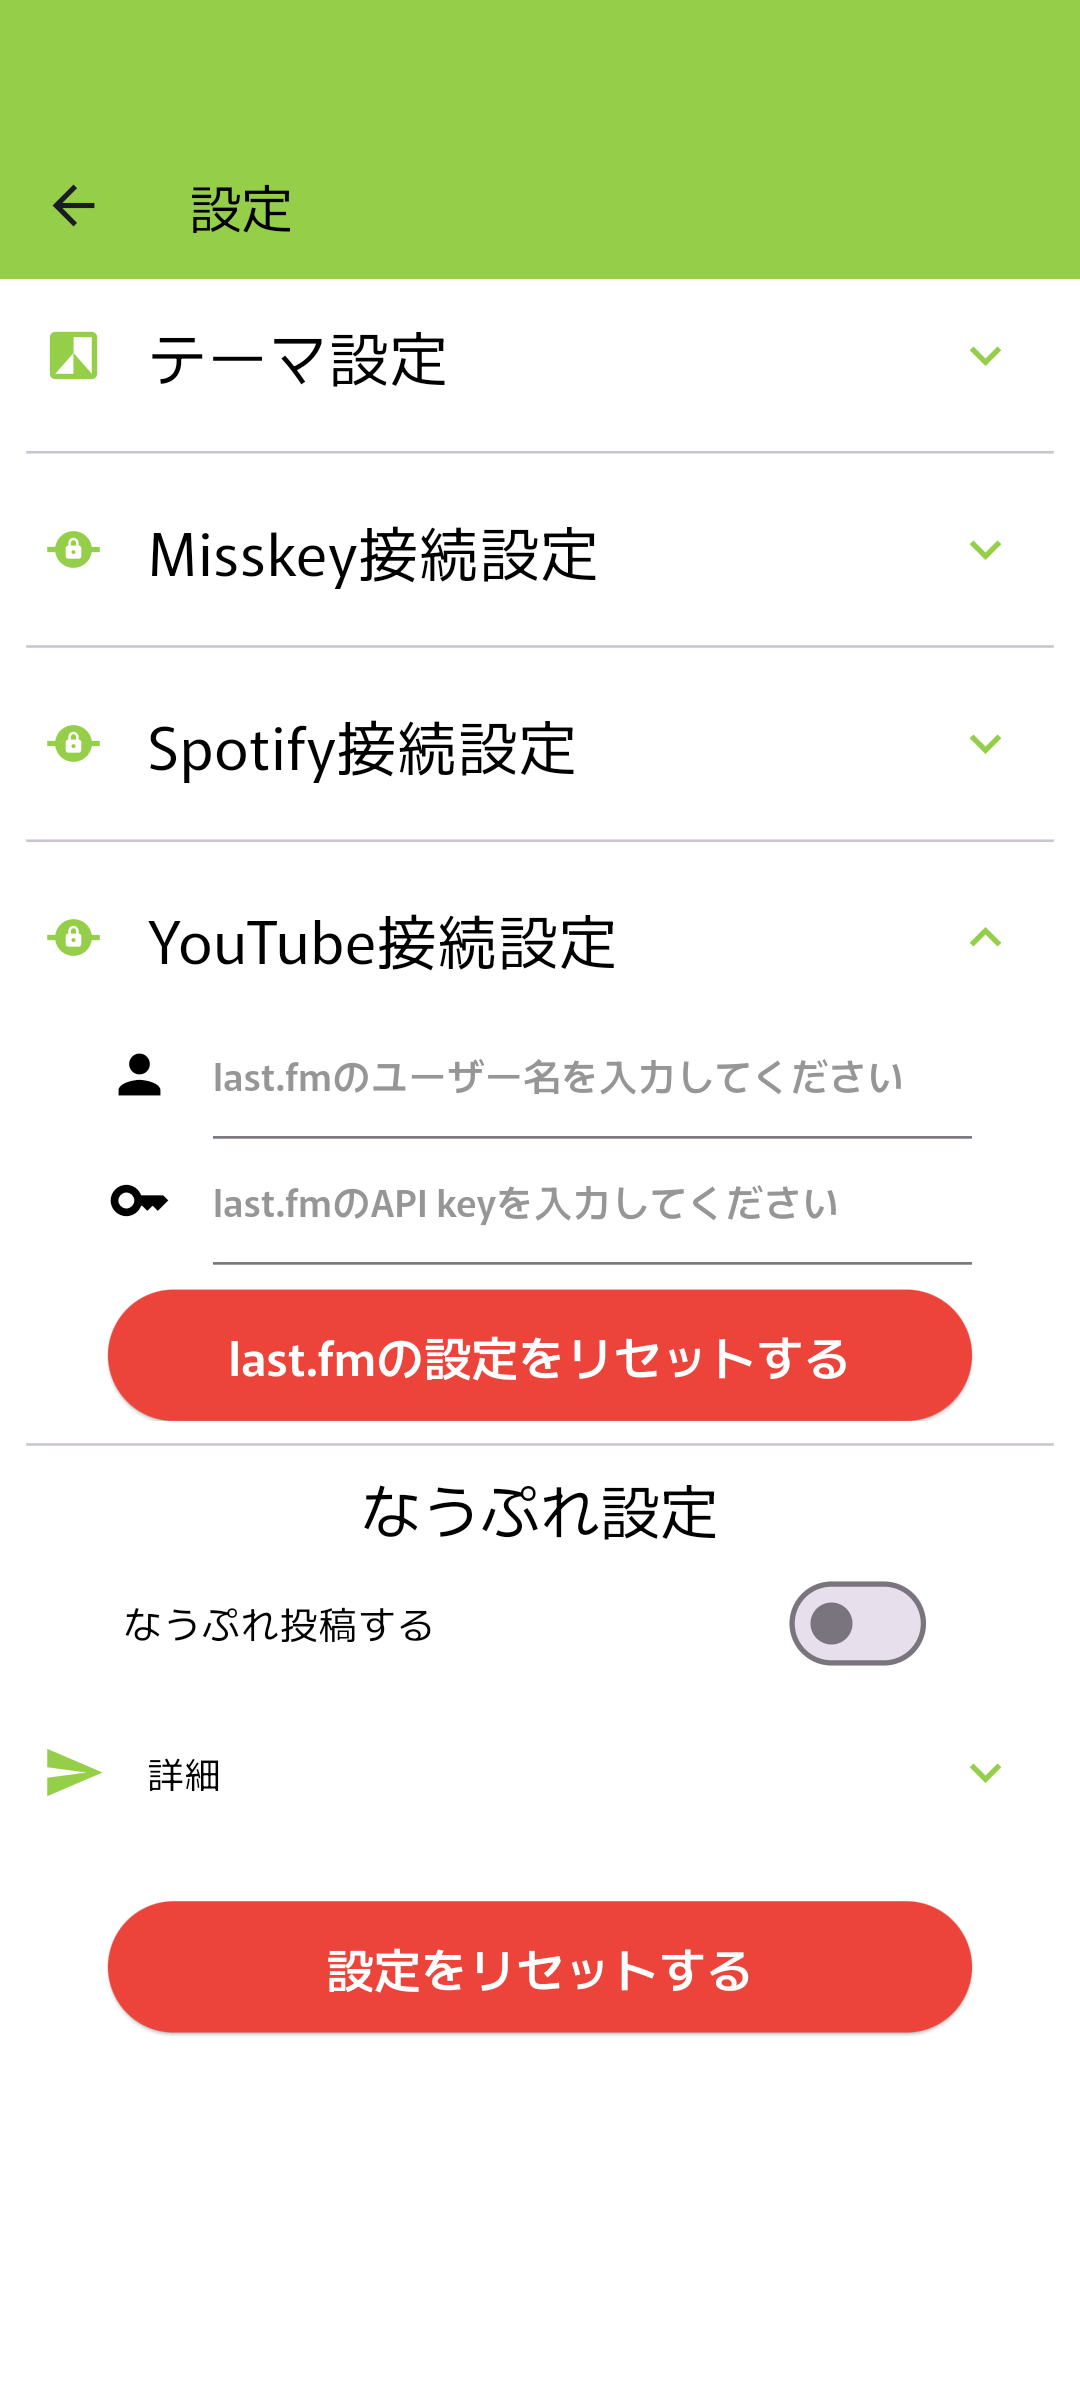 設定
テーマ設定
Misskey接続設定
Spotify接続設定
YouTube接続設定
last.fmのユーザー名を入力してください
last.fmのAPI keyを入力してください
last.fmの設定をリセットする
なうぷれ設定
なうぷれ投稿する
詳細
設定をリセットする